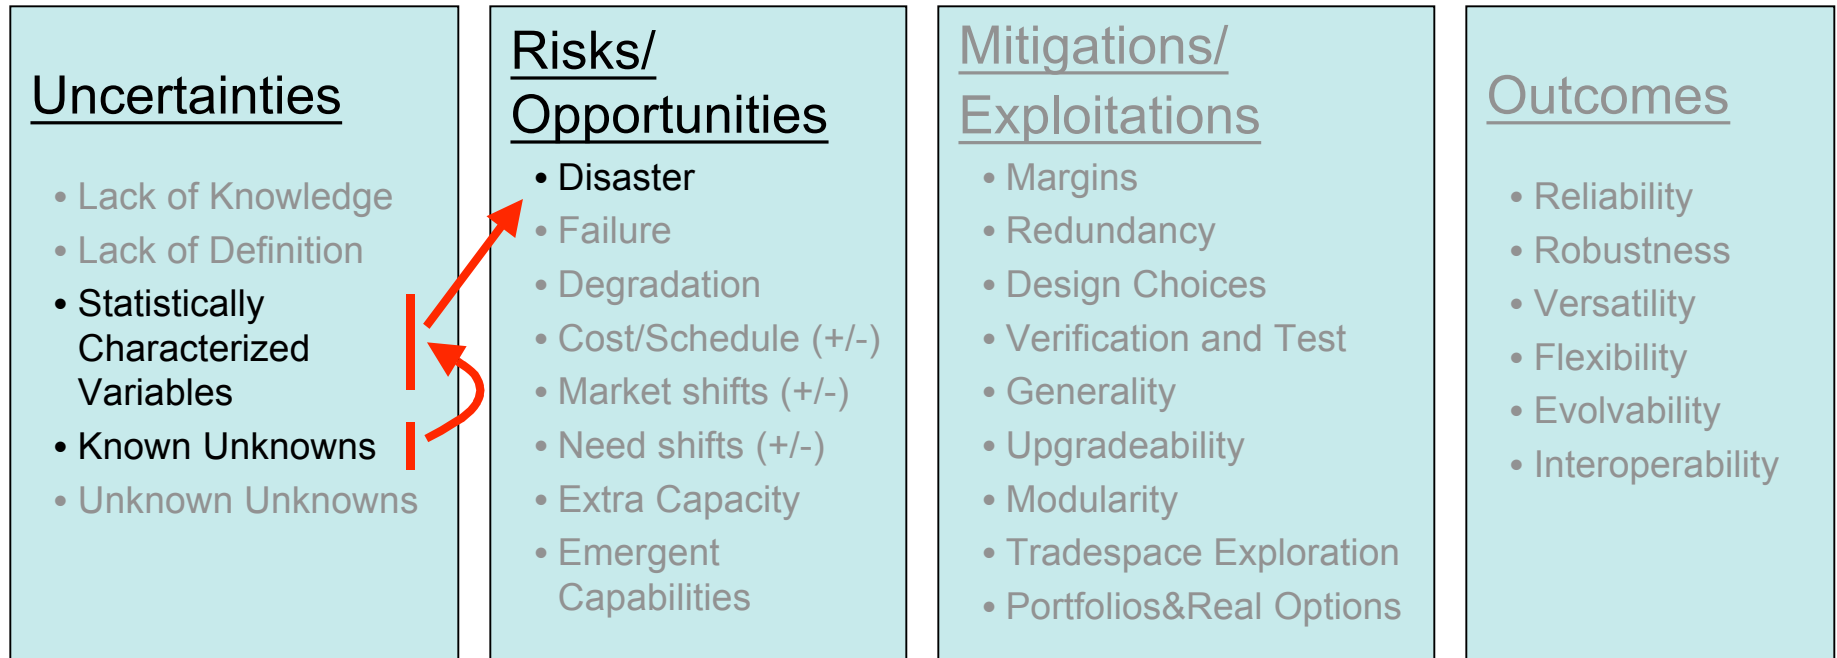 Uncertainties
• Lack of Knowledge
• Lack of Definition
• Statistically
Characterized
Variables
• Known Unknowns
• Unknown Unknowns
Risks/
Opportunities
• Disaster
• Failure
• Degradation
• Cost/Schedule (+/-)
• Market shifts (+/-)
• Need shifts (+/-)
• Extra Capacity
• Emergent
Capabilities
Mitigations/
Exploitations
• Margins
• Redundancy
• Design Choices
• Verification and Test
• Generality
• Upgradeability
• Modularity
• Tradespace Exploration
• Portfolios&Real Options
Outcomes
• Reliability
• Robustness
• Versatility
• Flexibility
• Evolvability
• Interoperability